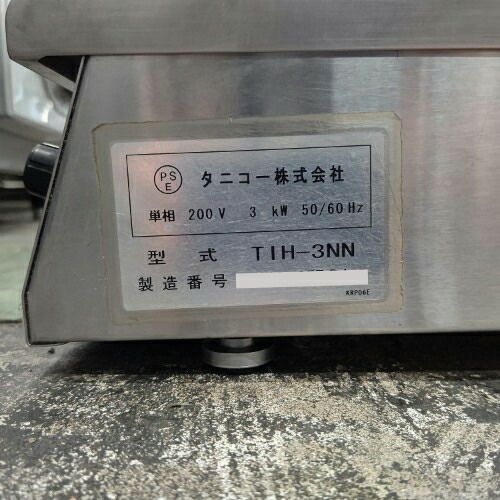 PS
E
タニコー株式会社
単相 200V 3 kW 50/60Hz
型式 TIH-3NN
製造番号
KRP06E